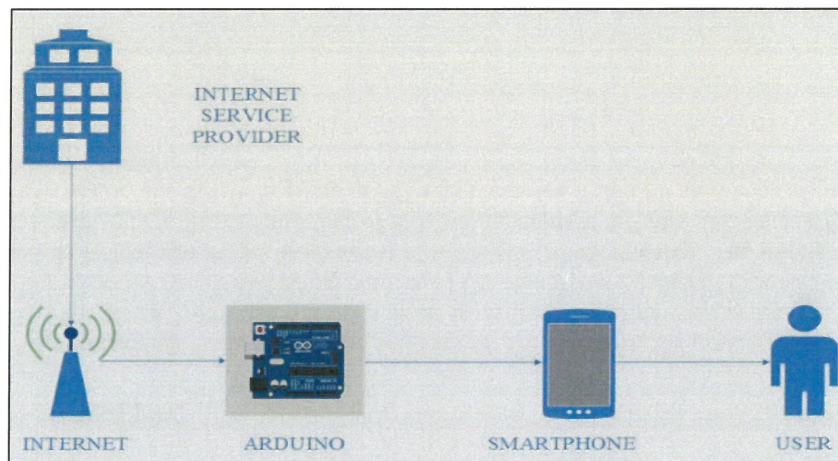 INTERNET
SERVICE
PROVIDER
INTERNET
ARDUINO
SMARTPHONE
USER